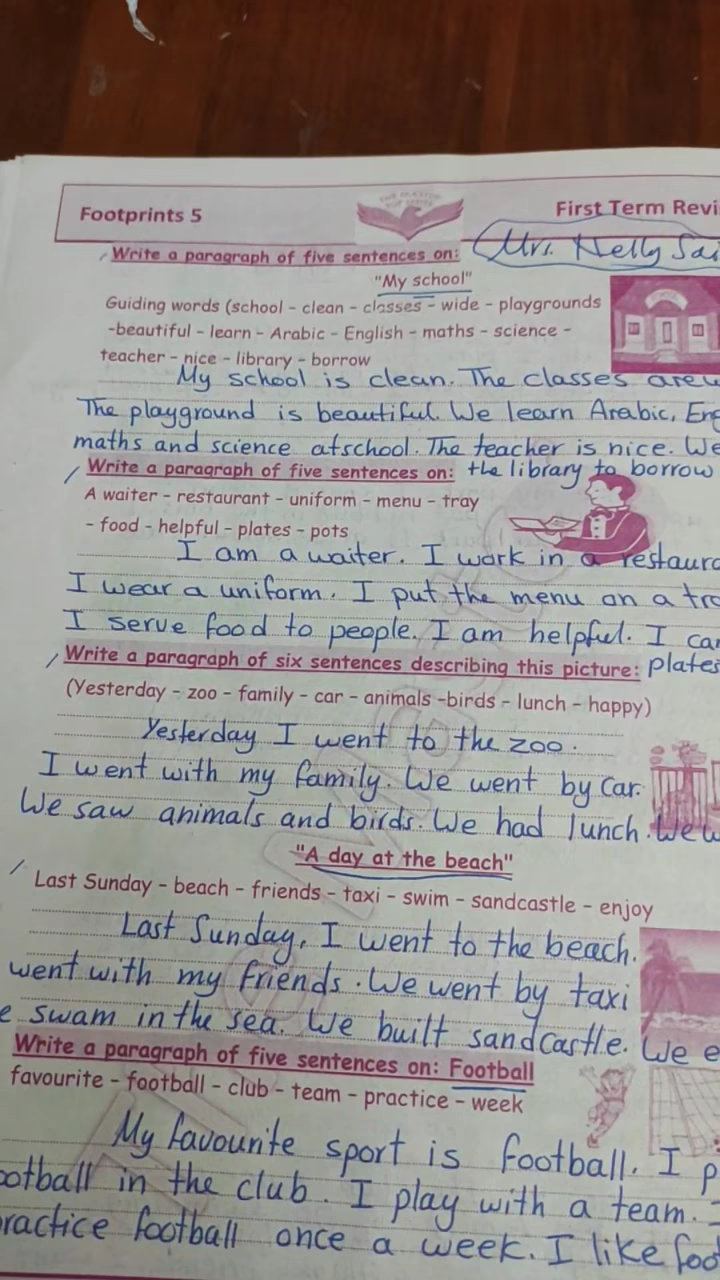 Footprints 5
First Term Revi
Write a paragraph of five sentences on:
Mrs. Nelly Sai
"My school"
Guiding words (school - clean - classes - wide - playgrounds
-beautiful - learn - Arabic - English - maths - science -
teacher - nice - library - borrow
My school is clean. The classes are w
The playground is beautiful. We learn Arabic, Eng
maths and science at school. The teacher is nice. We
Write a paragraph of five sentences on: the library to borrow
A waiter - restaurant - uniform - menu - tray
- food - helpful - plates - pots
I am a waiter. I work in a restaura
I wear a uniform. I put the menu on a tra
I serve food to people. I am helpful. I car
Write a paragraph of six sentences describing this picture: plates
(Yesterday - zoo - family - car - animals -birds - lunch - happy)
Yesterday I went to the zoo.
I went with my family. We went by car.
We saw animals and birds. We had lunch. We w
"A day at the beach"
Last Sunday - beach - friends - taxi - swim - sandcastle - enjoy
Last Sunday, I went to the beach.
went with my friends. We went by taxi
e swam in the sea. We built sandcastle. We e
Write a paragraph of five sentences on: Football
favourite - football - club - team - practice - week
My favourite sport is football. I p
ootball in the club. I play with a team. I
ractice football once a week. I like foo